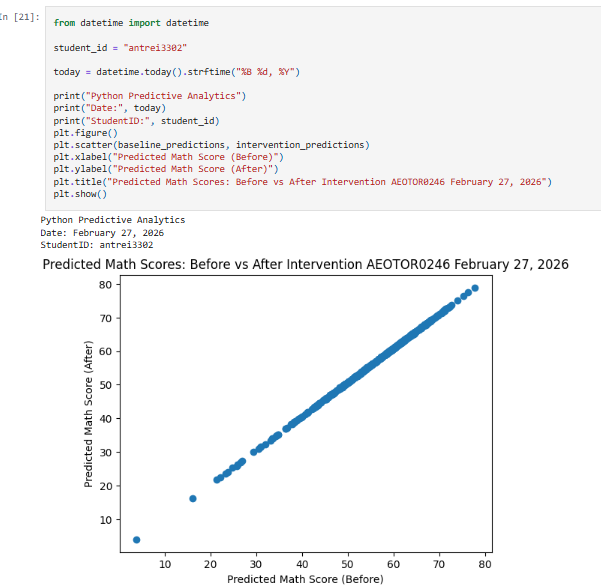 In [21]:
from datetime import datetime
student_id = "antrei3302"
today = datetime.today().strftime("%B %d, %Y")
print("Python Predictive Analytics")
print("Date:", today)
print("StudentID:", student_id)
plt.figure()
plt.scatter(baseline_predictions, intervention_predictions)
plt.xlabel("Predicted Math Score (Before)")
plt.ylabel("Predicted Math Score (After)")
plt.title("Predicted Math Scores: Before vs After Intervention AEOTOR0246 February 27, 2026")
plt.show()
Python Predictive Analytics
Date: February 27, 2026
StudentID: antrei3302
Predicted Math Scores: Before vs After Intervention AEOTOR0246 February 27, 2026
Predicted Math Score (After)
80
70
60
50
40
30
20
10
10 20 30 40 50 60 70 80
Predicted Math Score (Before)